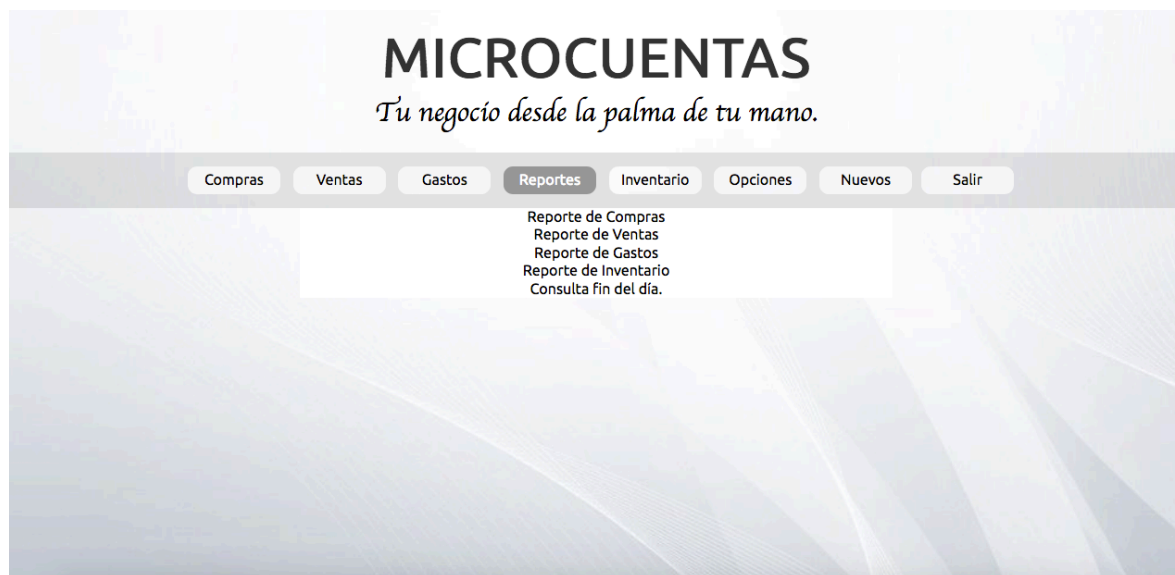 MICROCUENTAS
Tu negocio desde la palma de tu mano.
Compras Ventas Gastos Reportes Inventario Opciones Nuevos Salir
Reporte de Compras
Reporte de Ventas
Reporte de Gastos
Reporte de Inventario
Consulta fin del día.